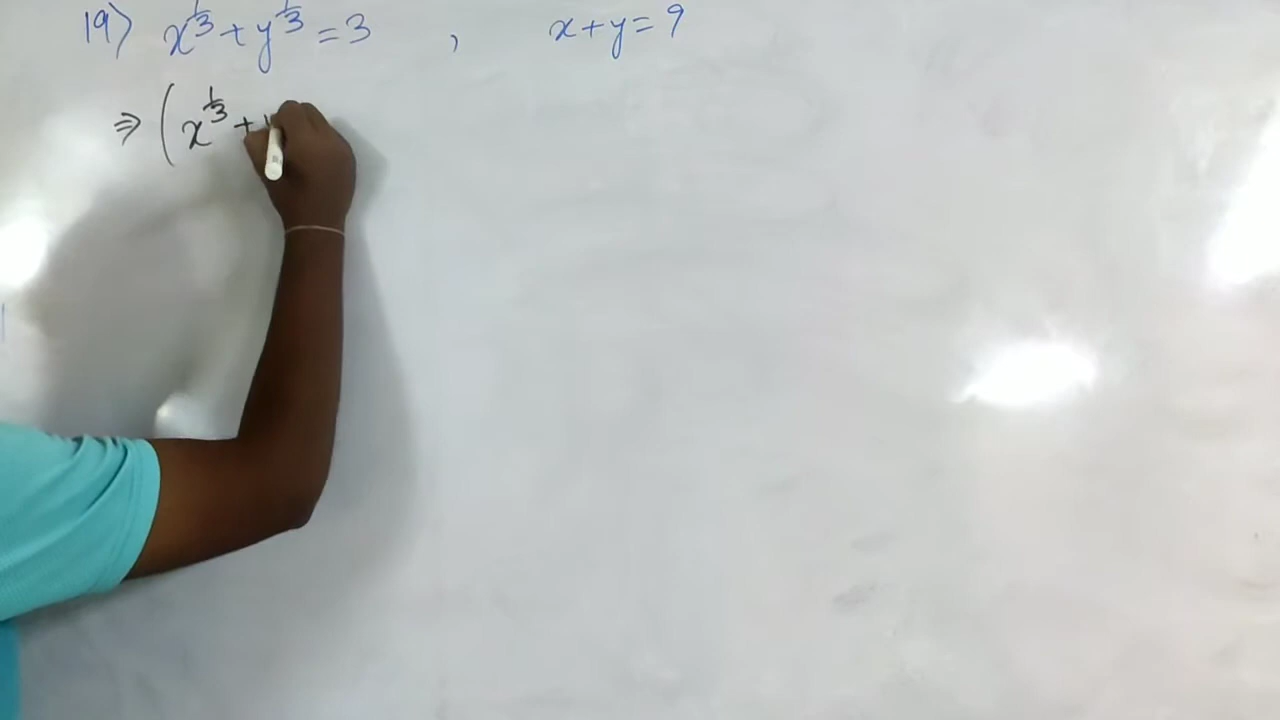 19) x^{1/3} + y^{1/3} = 3 , x + y = 9
⇒ (x^{1/3} +